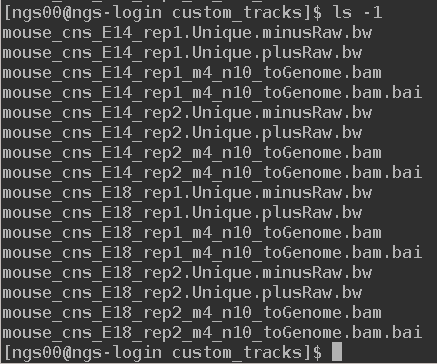 [ngs00@ngs-login custom_tracks]$ ls -1
mouse_cns_E14_rep1.Unique.minusRaw.bw
mouse_cns_E14_rep1.Unique.plusRaw.bw
mouse_cns_E14_rep1_m4_n10_toGenome.bam
mouse_cns_E14_rep1_m4_n10_toGenome.bam.bai
mouse_cns_E14_rep2.Unique.minusRaw.bw
mouse_cns_E14_rep2.Unique.plusRaw.bw
mouse_cns_E14_rep2_m4_n10_toGenome.bam
mouse_cns_E14_rep2_m4_n10_toGenome.bam.bai
mouse_cns_E18_rep1.Unique.minusRaw.bw
mouse_cns_E18_rep1.Unique.plusRaw.bw
mouse_cns_E18_rep1_m4_n10_toGenome.bam
mouse_cns_E18_rep1_m4_n10_toGenome.bam.bai
mouse_cns_E18_rep2.Unique.minusRaw.bw
mouse_cns_E18_rep2.Unique.plusRaw.bw
mouse_cns_E18_rep2_m4_n10_toGenome.bam
mouse_cns_E18_rep2_m4_n10_toGenome.bam.bai
[ngs00@ngs-login custom_tracks]$